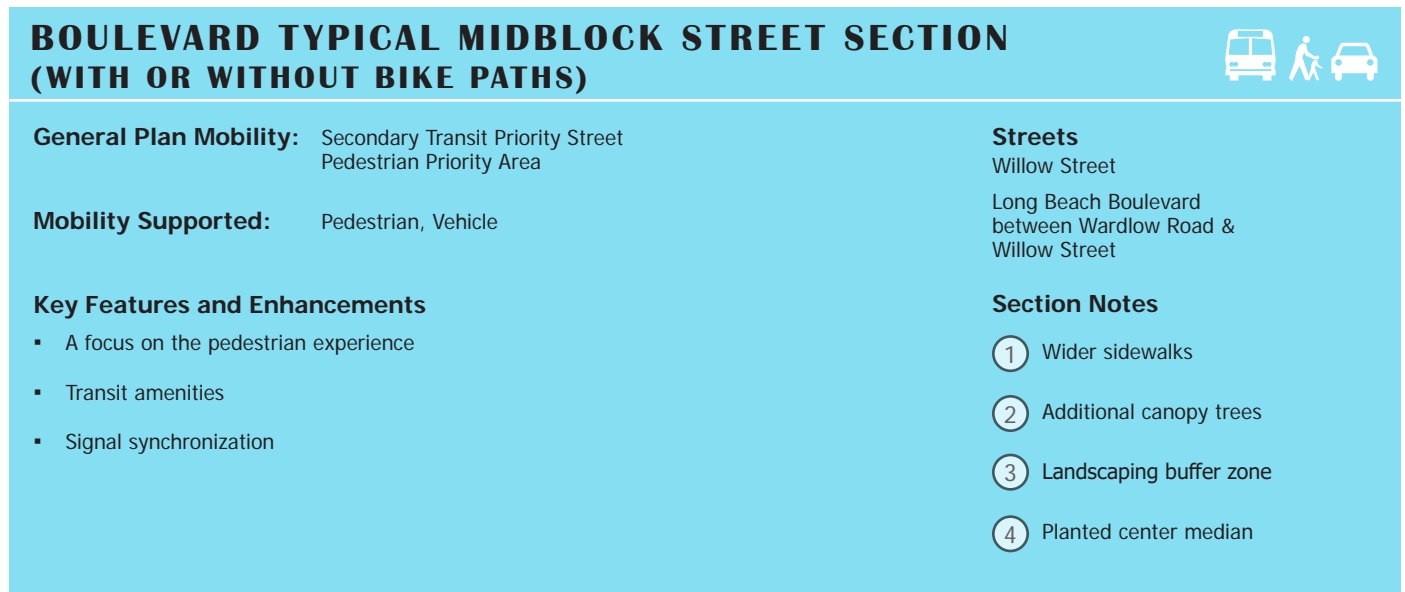 BOULEVARD TYPICAL MIDBLOCK STREET SECTION
(WITH OR WITHOUT BIKE PATHS)
General Plan Mobility: Secondary Transit Priority Street
Pedestrian Priority Area
Mobility Supported: Pedestrian, Vehicle
Key Features and Enhancements
▪ A focus on the pedestrian experience
▪ Transit amenities
▪ Signal synchronization
Streets
Willow Street
Long Beach Boulevard
between Wardlow Road &
Willow Street
Section Notes
1 Wider sidewalks
2 Additional canopy trees
3 Landscaping buffer zone
4 Planted center median